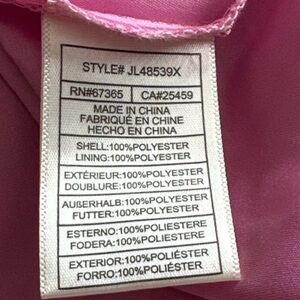 STYLE# JL48539X
RN#67365 CA#25459
MADE IN CHINA
FABRIQUÉ EN CHINE
HECHO EN CHINA
SHELL:100%POLYESTER
LINING:100%POLYESTER
EXTÉRIEUR:100%POLYESTER
DOUBLURE:100%POLYESTER
AUßERHALB:100%POLYESTER
FUTTER:100%POLYESTER
ESTERNO:100%POLIESTERE
FODERA:100%POLIESTERE
EXTERIOR:100%POLIÉSTER
FORRO:100%POLIÉSTER